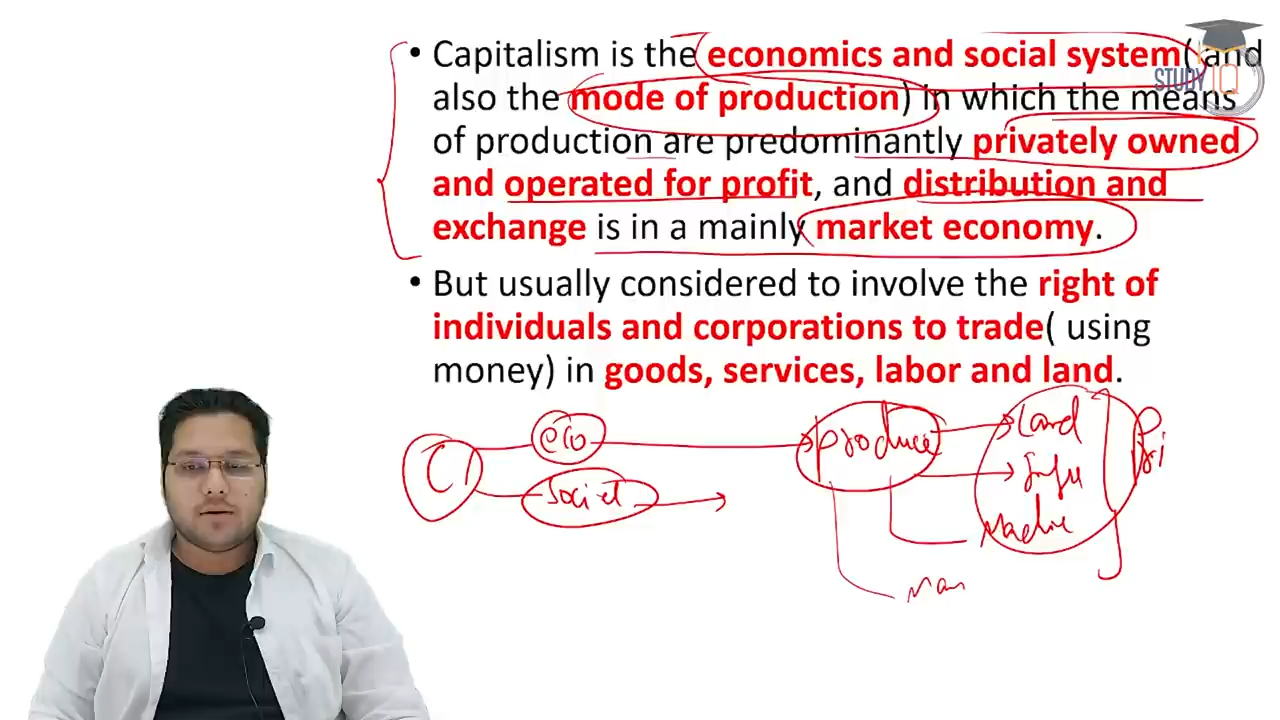 • Capitalism is the economics and social system( and
also the mode of production) in which the means
of production are predominantly privately owned
and operated for profit, and distribution and
exchange is in a mainly market economy.
• But usually considered to involve the right of
individuals and corporations to trade( using
money) in goods, services, labor and land.
STUDY IQ
eco
produce
Land
Pri
Societ